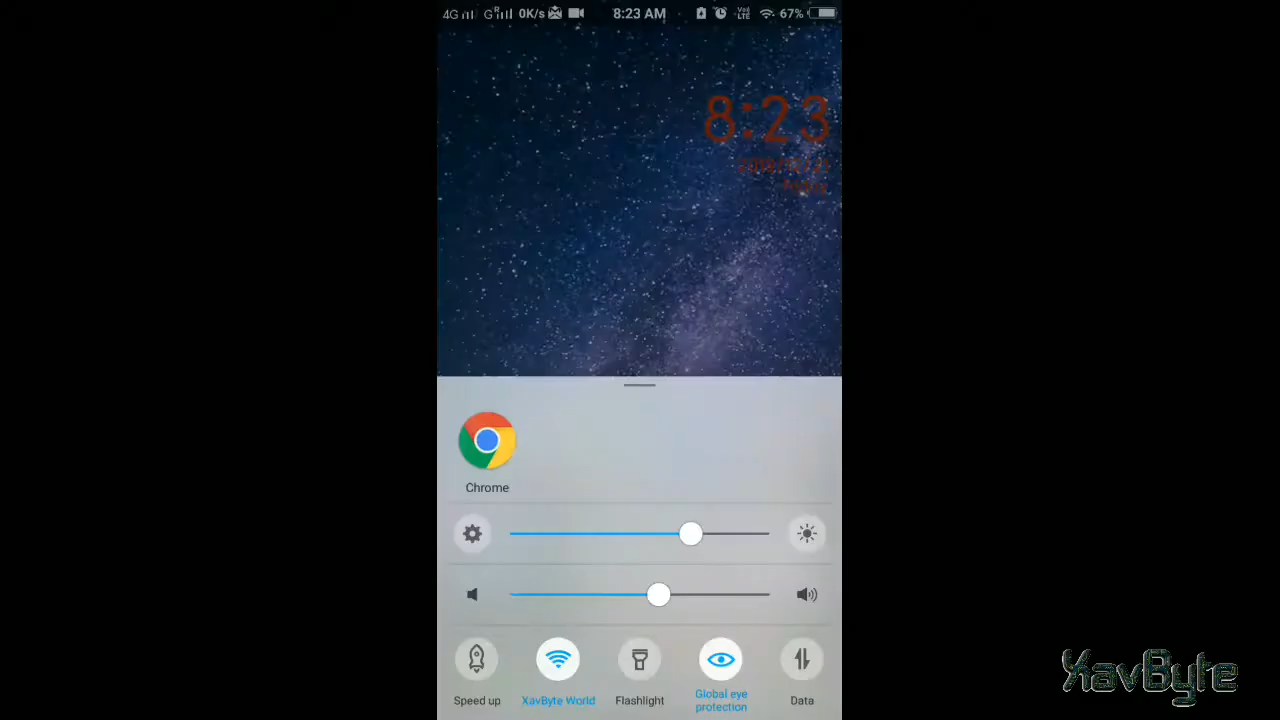 4G G R 0K/s 8:23 AM VoLTE 67%
8:23
Chrome
Speed up
XavByte World
Flashlight
Global eye
protection
Data
XavByte